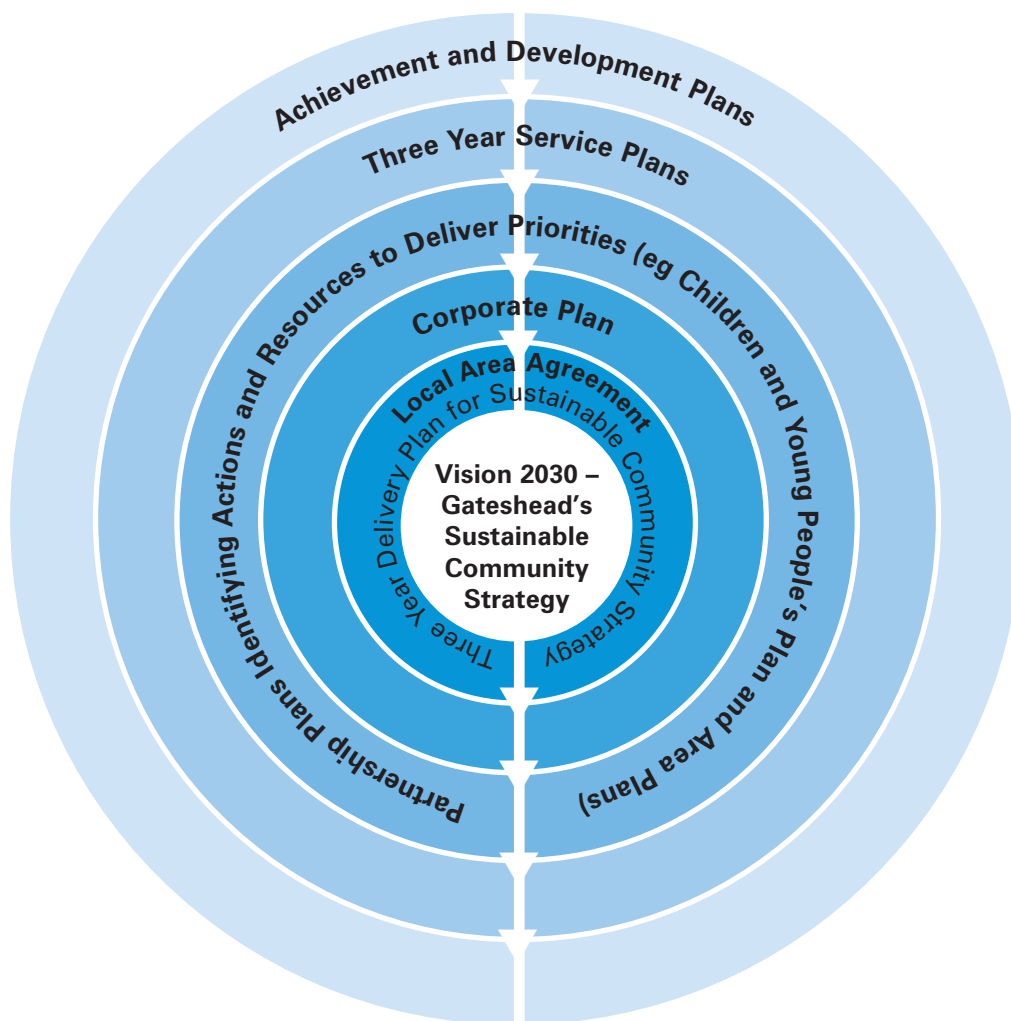 Achievement and Development Plans
Three Year Service Plans
Partnership Plans Identifying Actions and Resources to Deliver Priorities (eg Children and Young People’s Plan and Area Plans)
Corporate Plan
Local Area Agreement
Three Year Delivery Plan for Sustainable Community Strategy
Vision 2030 –
Gateshead’s
Sustainable
Community
Strategy